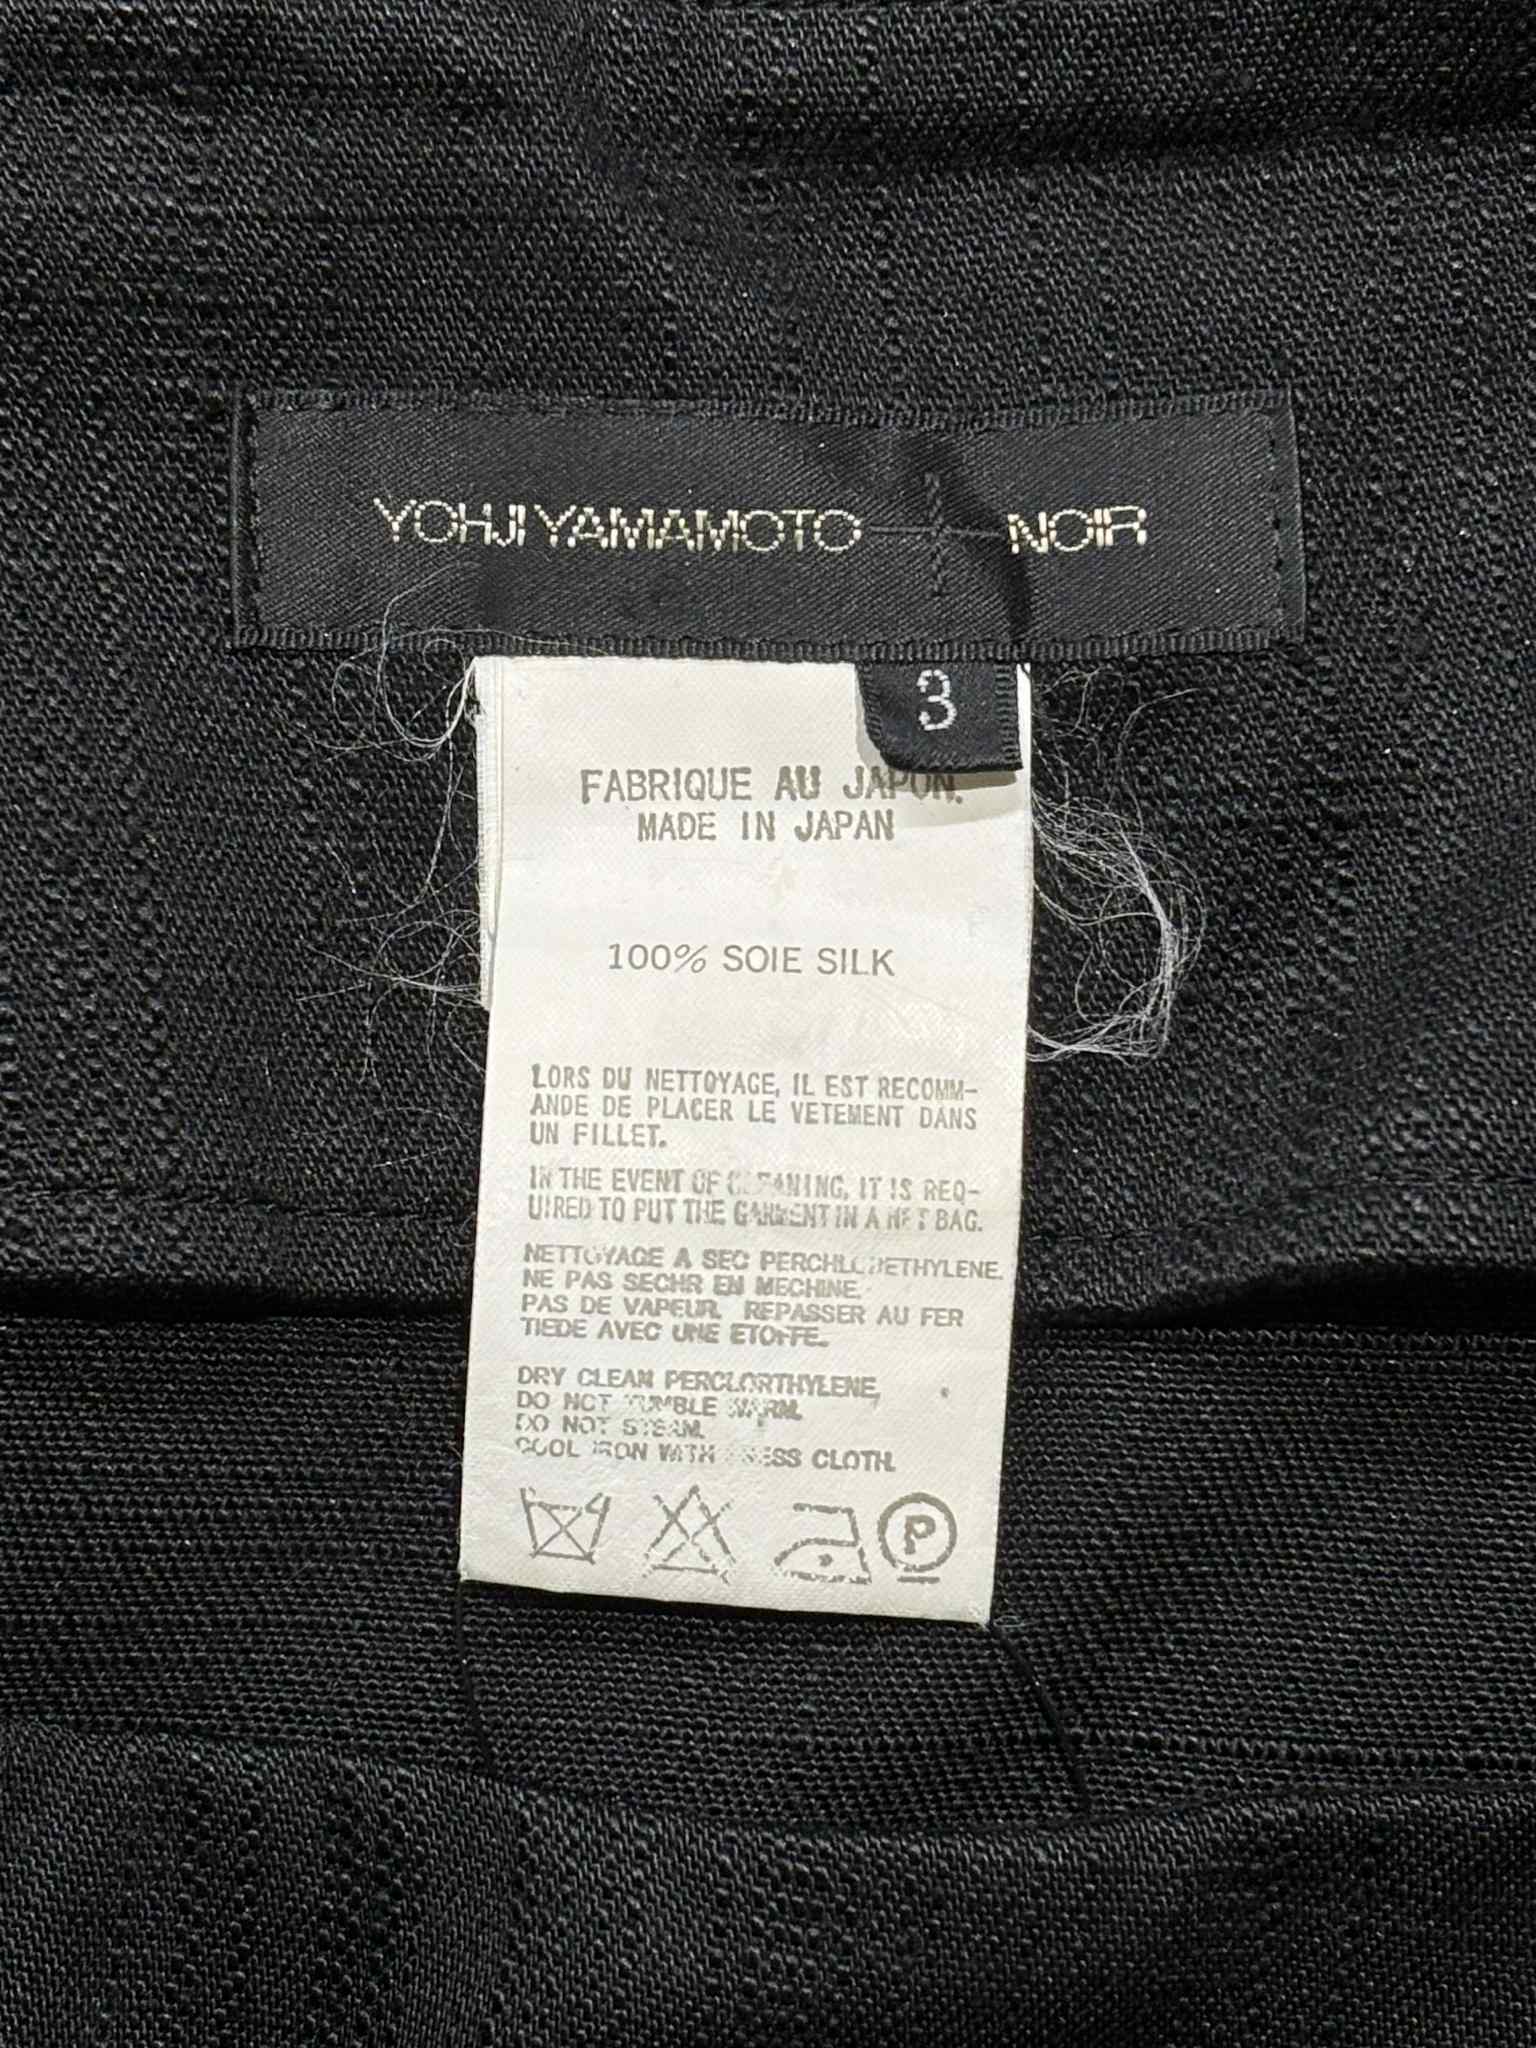 YOHJI YAMAMOTO + NOIR
3
FABRIQUE AU JAPON.
MADE IN JAPAN
100% SOIE SILK
LORS DU NETTOYAGE, IL EST RECOMM-
ANDE DE PLACER LE VETEMENT DANS
UN FILLET.
IN THE EVENT OF CLEANING, IT IS REQ-
UIRED TO PUT THE GARMENT IN A NET BAG.
NETTOYAGE A SEC PERCHLORETHYLENE.
NE PAS SECHR EN MECHINE.
PAS DE VAPEUR. REPASSER AU FER
TIEDE AVEC UNE ETOFFE.
DRY CLEAN PERCLORTHYLENE,
DO NOT TUMBLE WARM.
DO NOT STEAM.
COOL IRON WITH PRESS CLOTH.
P